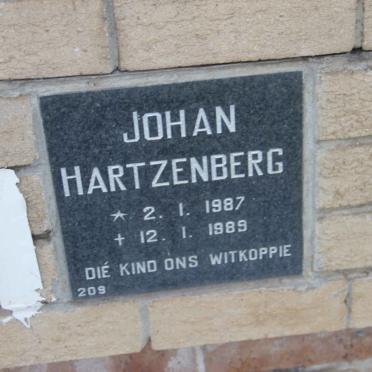 JOHAN
HARTZENBERG
* 2. 1. 1987
† 12. 1. 1989
DIÉ KIND ONS WITKOPPIE
209